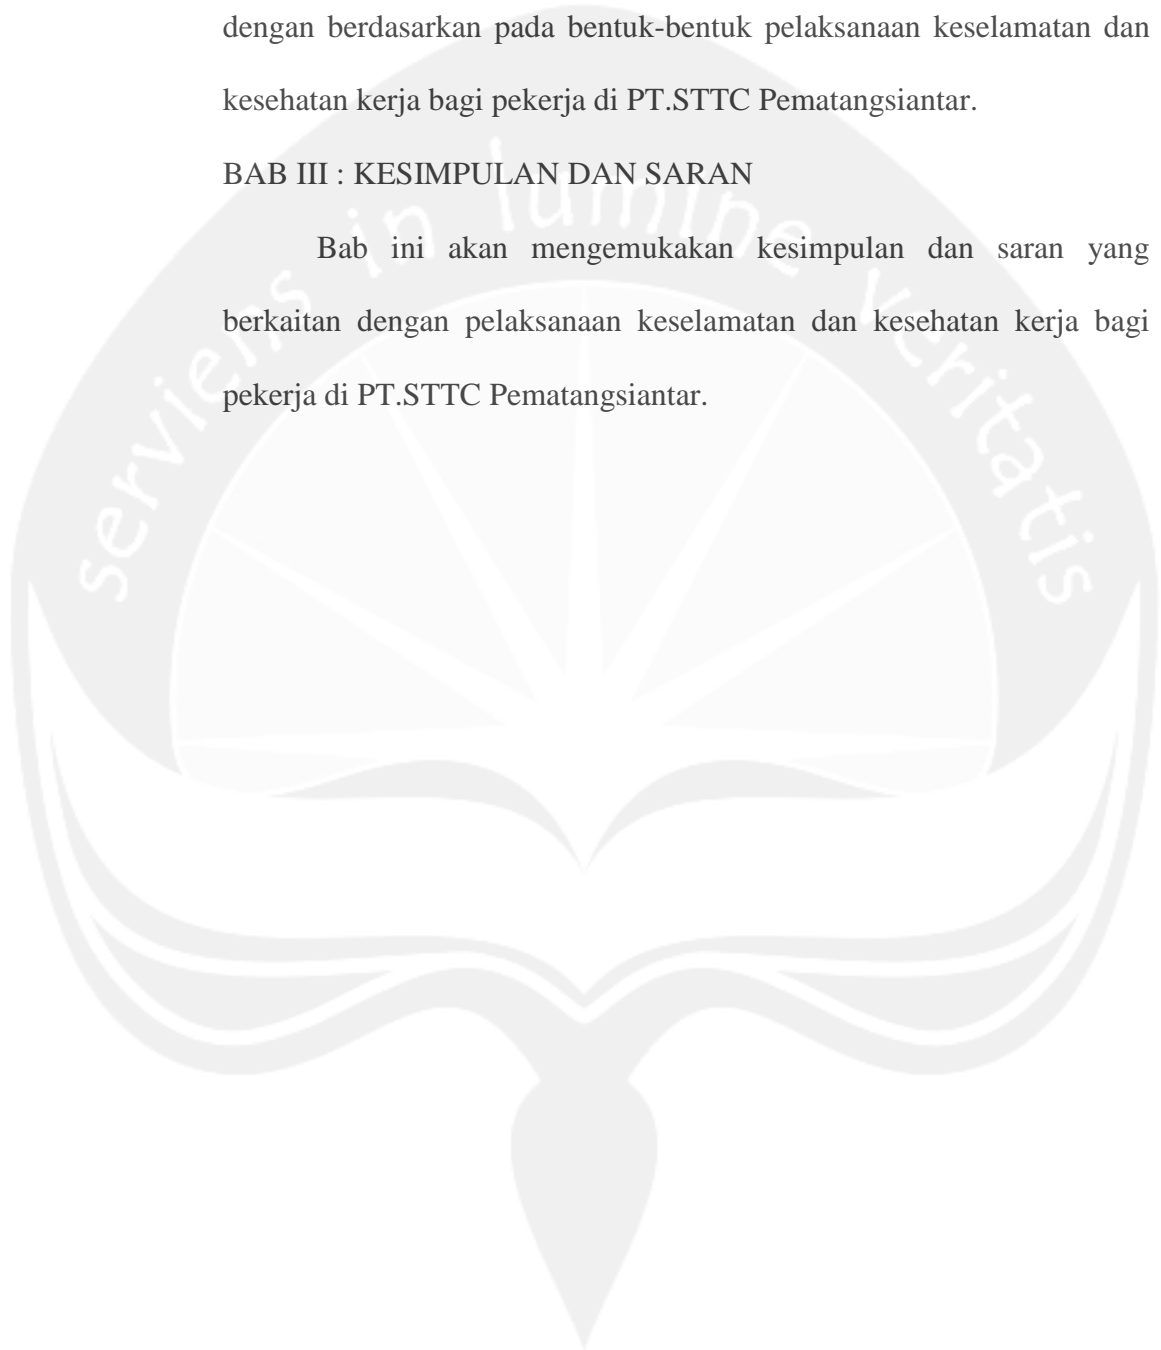 dengan berdasarkan pada bentuk-bentuk pelaksanaan keselamatan dan
kesehatan kerja bagi pekerja di PT.STTC Pematangsiantar.
BAB III : KESIMPULAN DAN SARAN
Bab ini akan mengemukakan kesimpulan dan saran yang
berkaitan dengan pelaksanaan keselamatan dan kesehatan kerja bagi
pekerja di PT.STTC Pematangsiantar.
serviens in lumine veritatis